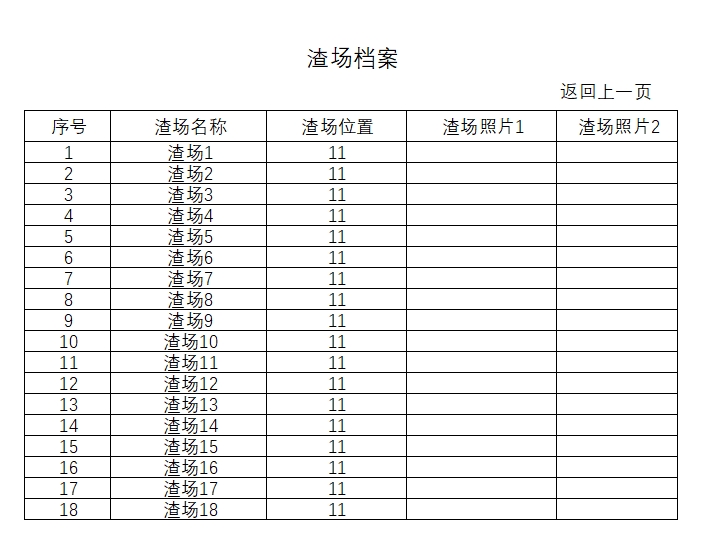 渣场档案
返回上一页
序号 渣场名称 渣场位置 渣场照片1 渣场照片2
1 渣场1 11
2 渣场2 11
3 渣场3 11
4 渣场4 11
5 渣场5 11
6 渣场6 11
7 渣场7 11
8 渣场8 11
9 渣场9 11
10 渣场10 11
11 渣场11 11
12 渣场12 11
13 渣场13 11
14 渣场14 11
15 渣场15 11
16 渣场16 11
17 渣场17 11
18 渣场18 11